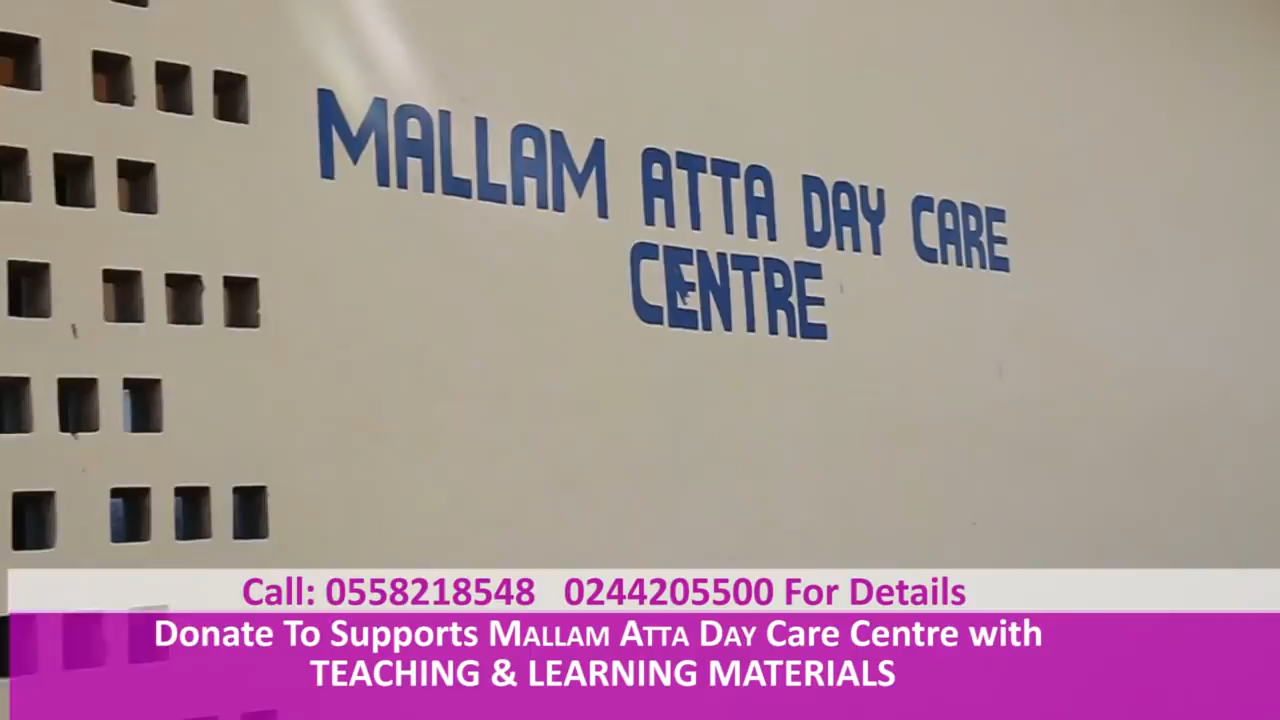 MALLAM ATTA DAY CARE
CENTRE
Call: 0558218548 0244205500 For Details
Donate To Supports MALLAM ATTA DAY Care Centre with
TEACHING & LEARNING MATERIALS